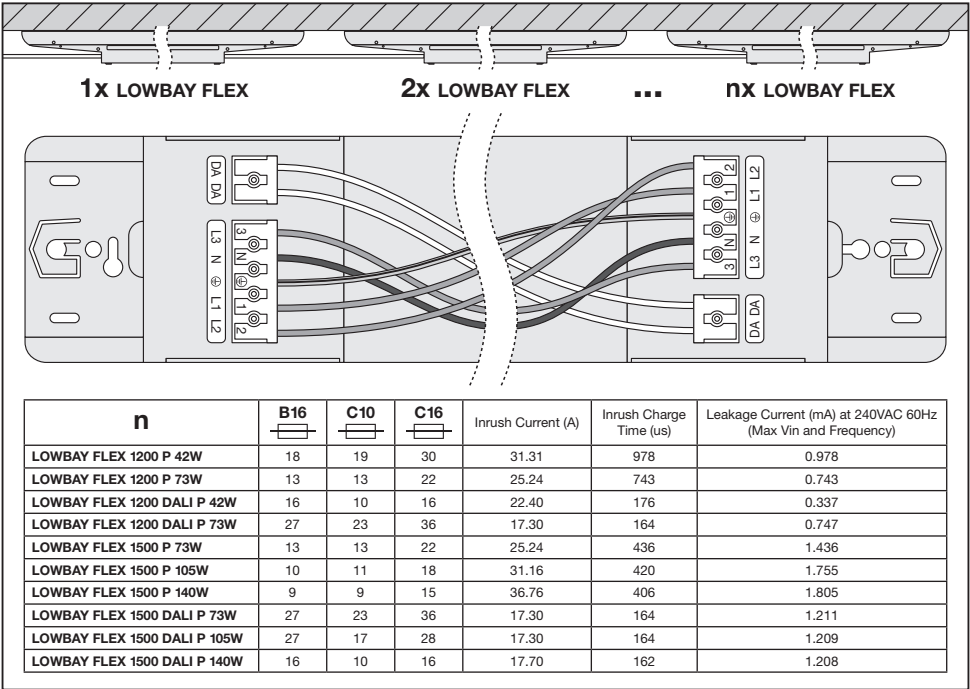 1x LOWBAY FLEX 2x LOWBAY FLEX ... nx LOWBAY FLEX
DA DA
L3 N ⏚ L1 L2
3 N ⏚ 1 2
2 1 ⏚ N 3
L3 N ⏚ L1 L2
DA DA
n B16 C10 C16 Inrush Current (A) Inrush Charge Time (us) Leakage Current (mA) at 240VAC 60Hz (Max Vin and Frequency)
LOWBAY FLEX 1200 P 42W 18 19 30 31.31 978 0.978
LOWBAY FLEX 1200 P 73W 13 13 22 25.24 743 0.743
LOWBAY FLEX 1200 DALI P 42W 16 10 16 22.40 176 0.337
LOWBAY FLEX 1200 DALI P 73W 27 23 36 17.30 164 0.747
LOWBAY FLEX 1500 P 73W 13 13 22 25.24 436 1.436
LOWBAY FLEX 1500 P 105W 10 11 18 31.16 420 1.755
LOWBAY FLEX 1500 P 140W 9 9 15 36.76 406 1.805
LOWBAY FLEX 1500 DALI P 73W 27 23 36 17.30 164 1.211
LOWBAY FLEX 1500 DALI P 105W 27 17 28 17.30 164 1.209
LOWBAY FLEX 1500 DALI P 140W 16 10 16 17.70 162 1.208